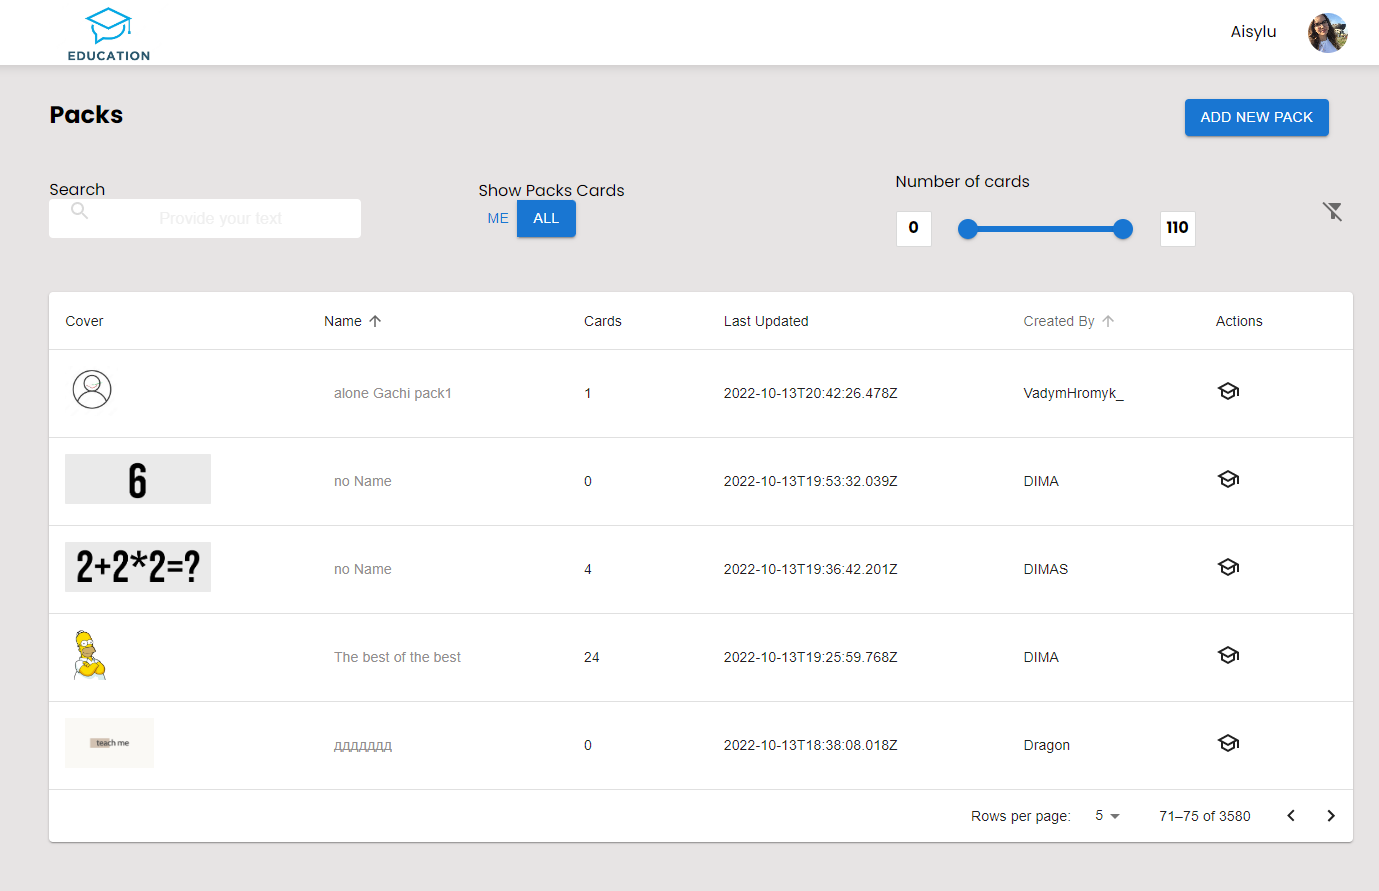 EDUCATION
Aisylu
Packs
ADD NEW PACK
Search
Provide your text
Show Packs Cards
ME ALL
Number of cards
0 110
Cover Name Cards Last Updated Created By Actions
alone Gachi pack1 1 2022-10-13T20:42:26.478Z VadymHromyk_
6 no Name 0 2022-10-13T19:53:32.039Z DIMA
2+2*2=? no Name 4 2022-10-13T19:36:42.201Z DIMAS
The best of the best 24 2022-10-13T19:25:59.768Z DIMA
teach me ддддддд 0 2022-10-13T18:38:08.018Z Dragon
Rows per page: 5 71–75 of 3580